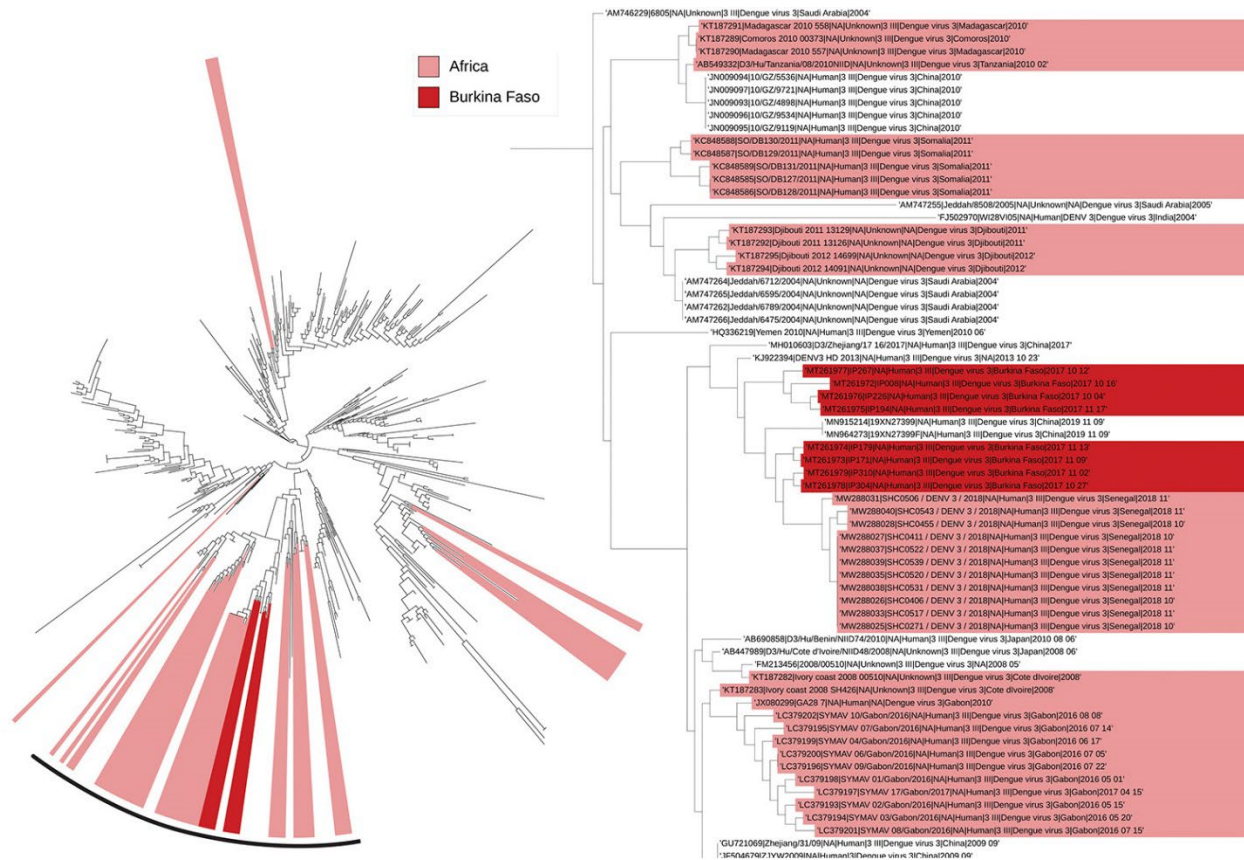 Africa
Burkina Faso
'AM746229|6805|NA|Unknown|3 III|Dengue virus 3|Saudi Arabia|2004'
'KT187291|Madagascar 2010 558|NA|Unknown|3 III|Dengue virus 3|Madagascar|2010'
'KT187289|Comoros 2010 00373|NA|Unknown|3 III|Dengue virus 3|Comoros|2010'
'KT187290|Madagascar 2010 557|NA|Unknown|3 III|Dengue virus 3|Madagascar|2010'
'AB549332|D3/Hu/Tanzania/08/2010NIID|NA|Unknown|3 III|Dengue virus 3|Tanzania|2010 02'
'JN009094|10/GZ/5536|NA|Human|3 III|Dengue virus 3|China|2010'
'JN009097|10/GZ/9721|NA|Human|3 III|Dengue virus 3|China|2010'
'JN009093|10/GZ/4898|NA|Human|3 III|Dengue virus 3|China|2010'
'JN009096|10/GZ/9534|NA|Human|3 III|Dengue virus 3|China|2010'
'JN009095|10/GZ/9119|NA|Human|3 III|Dengue virus 3|China|2010'
'KC848588|SO/DB130/2011|NA|Human|3 III|Dengue virus 3|Somalia|2011'
'KC848587|SO/DB129/2011|NA|Human|3 III|Dengue virus 3|Somalia|2011'
'KC848589|SO/DB131/2011|NA|Human|3 III|Dengue virus 3|Somalia|2011'
'KC848585|SO/DB127/2011|NA|Human|3 III|Dengue virus 3|Somalia|2011'
'KC848586|SO/DB128/2011|NA|Human|3 III|Dengue virus 3|Somalia|2011'
'AM747255|Jeddah/8508/2005|NA|Unknown|NA|Dengue virus 3|Saudi Arabia|2005'
'FJ502970|WI28VI05|NA|Human|DENV 3|Dengue virus 3|India|2004'
'KT187293|Djibouti 2011 13129|NA|Unknown|NA|Dengue virus 3|Djibouti|2011'
'KT187292|Djibouti 2011 13126|NA|Unknown|NA|Dengue virus 3|Djibouti|2011'
'KT187295|Djibouti 2012 14699|NA|Unknown|NA|Dengue virus 3|Djibouti|2012'
'KT187294|Djibouti 2012 14091|NA|Unknown|NA|Dengue virus 3|Djibouti|2012'
'AM747264|Jeddah/6712/2004|NA|Unknown|NA|Dengue virus 3|Saudi Arabia|2004'
'AM747265|Jeddah/6595/2004|NA|Unknown|NA|Dengue virus 3|Saudi Arabia|2004'
'AM747262|Jeddah/6789/2004|NA|Unknown|NA|Dengue virus 3|Saudi Arabia|2004'
'AM747266|Jeddah/6475/2004|NA|Unknown|NA|Dengue virus 3|Saudi Arabia|2004'
'HQ336219|Yemen 2010|NA|Human|3 III|Dengue virus 3|Yemen|2010 06'
'MH010603|D3/Zhejiang/17 16/2017|NA|Human|3 III|Dengue virus 3|China|2017'
'KJ922394|DENV3 HD 2013|NA|Human|3 III|Dengue virus 3|NA|2013 10 23'
'MT261977|IP267|NA|Human|3 III|Dengue virus 3|Burkina Faso|2017 10 12'
'MT261972|IP008|NA|Human|3 III|Dengue virus 3|Burkina Faso|2017 10 16'
'MT261976|IP226|NA|Human|3 III|Dengue virus 3|Burkina Faso|2017 10 04'
'MT261975|IP194|NA|Human|3 III|Dengue virus 3|Burkina Faso|2017 11 17'
'MN915214|19XN27399|NA|Human|3 III|Dengue virus 3|China|2019 11 09'
'MN964273|19XN27399F|NA|Human|3 III|Dengue virus 3|China|2019 11 09'
'MT261974|IP179|NA|Human|3 III|Dengue virus 3|Burkina Faso|2017 11 13'
'MT261973|IP171|NA|Human|3 III|Dengue virus 3|Burkina Faso|2017 11 09'
'MT261979|IP310|NA|Human|3 III|Dengue virus 3|Burkina Faso|2017 11 02'
'MT261978|IP304|NA|Human|3 III|Dengue virus 3|Burkina Faso|2017 10 27'
'MW288031|SHC0506 / DENV 3 / 2018|NA|Human|3 III|Dengue virus 3|Senegal|2018 11'
'MW288040|SHC0543 / DENV 3 / 2018|NA|Human|3 III|Dengue virus 3|Senegal|2018 11'
'MW288028|SHC0455 / DENV 3 / 2018|NA|Human|3 III|Dengue virus 3|Senegal|2018 10'
'MW288027|SHC0411 / DENV 3 / 2018|NA|Human|3 III|Dengue virus 3|Senegal|2018 10'
'MW288037|SHC0522 / DENV 3 / 2018|NA|Human|3 III|Dengue virus 3|Senegal|2018 11'
'MW288039|SHC0539 / DENV 3 / 2018|NA|Human|3 III|Dengue virus 3|Senegal|2018 11'
'MW288035|SHC0520 / DENV 3 / 2018|NA|Human|3 III|Dengue virus 3|Senegal|2018 11'
'MW288038|SHC0531 / DENV 3 / 2018|NA|Human|3 III|Dengue virus 3|Senegal|2018 11'
'MW288026|SHC0406 / DENV 3 / 2018|NA|Human|3 III|Dengue virus 3|Senegal|2018 10'
'MW288033|SHC0517 / DENV 3 / 2018|NA|Human|3 III|Dengue virus 3|Senegal|2018 11'
'MW288025|SHC0271 / DENV 3 / 2018|NA|Human|3 III|Dengue virus 3|Senegal|2018 10'
'AB690858|D3/Hu/Benin/NIID74/2010|NA|Human|3 III|Dengue virus 3|Japan|2010 08 06'
'AB447989|D3/Hu/Cote d'Ivoire/NIID48/2008|NA|Unknown|3 III|Dengue virus 3|Japan|2008 06'
'FM213456|2008/00510|NA|Unknown|3 III|Dengue virus 3|NA|2008 05'
'KT187282|Ivory coast 2008 00510|NA|Unknown|3 III|Dengue virus 3|Cote dIvoire|2008'
'KT187283|Ivory coast 2008 SH426|NA|Unknown|3 III|Dengue virus 3|Cote dIvoire|2008'
'JX080299|GA28 7|NA|Human|NA|Dengue virus 3|Gabon|2010'
'LC379202|SYMAV 10/Gabon/2016|NA|Human|3 III|Dengue virus 3|Gabon|2016 08 08'
'LC379195|SYMAV 07/Gabon/2016|NA|Human|3 III|Dengue virus 3|Gabon|2016 07 14'
'LC379199|SYMAV 04/Gabon/2016|NA|Human|3 III|Dengue virus 3|Gabon|2016 06 17'
'LC379200|SYMAV 06/Gabon/2016|NA|Human|3 III|Dengue virus 3|Gabon|2016 07 05'
'LC379196|SYMAV 09/Gabon/2016|NA|Human|3 III|Dengue virus 3|Gabon|2016 07 22'
'LC379198|SYMAV 01/Gabon/2016|NA|Human|3 III|Dengue virus 3|Gabon|2016 05 01'
'LC379197|SYMAV 17/Gabon/2017|NA|Human|3 III|Dengue virus 3|Gabon|2017 04 15'
'LC379193|SYMAV 02/Gabon/2016|NA|Human|3 III|Dengue virus 3|Gabon|2016 05 15'
'LC379194|SYMAV 03/Gabon/2016|NA|Human|3 III|Dengue virus 3|Gabon|2016 05 20'
'LC379201|SYMAV 08/Gabon/2016|NA|Human|3 III|Dengue virus 3|Gabon|2016 07 15'
'GU721069|Zhejiang/31/09|NA|Human|3 III|Dengue virus 3|China|2009 09'
'JF504679|ZJYW2009|NA|Human|3 III|Dengue virus 3|China|2009 09'